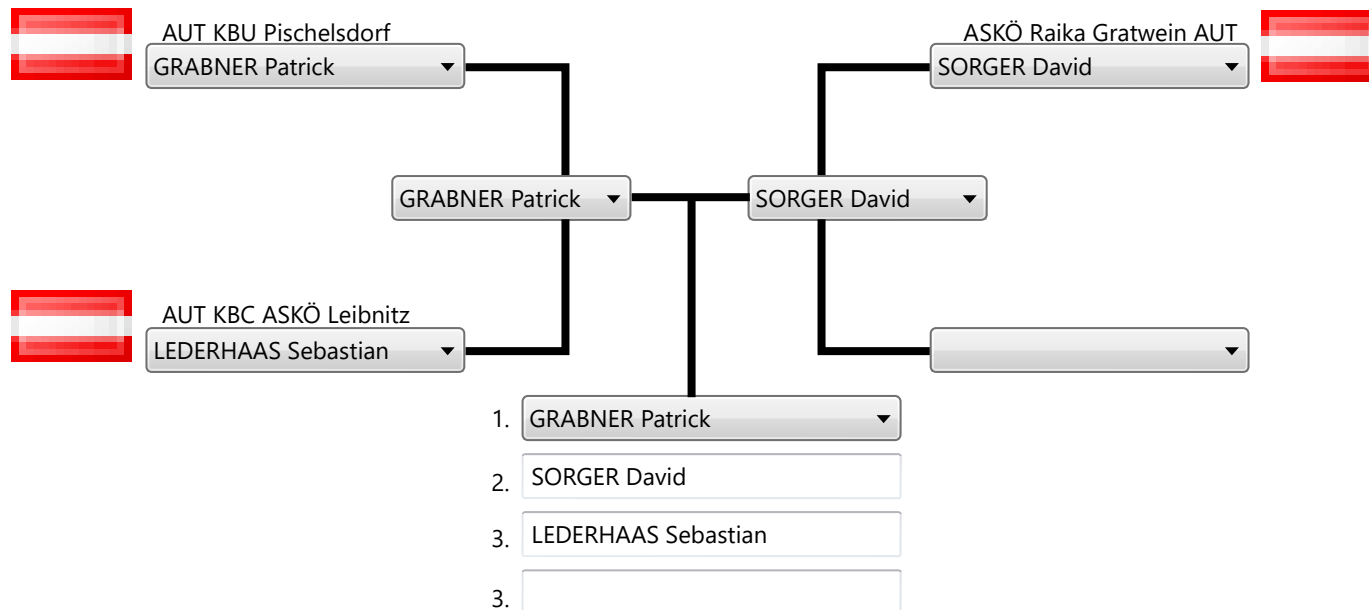 AUT KBU Pischelsdorf
GRABNER Patrick
ASKÖ Raika Gratwein AUT
SORGER David
GRABNER Patrick
SORGER David
AUT KBC ASKÖ Leibnitz
LEDERHAAS Sebastian
1. GRABNER Patrick
2. SORGER David
3. LEDERHAAS Sebastian
3.